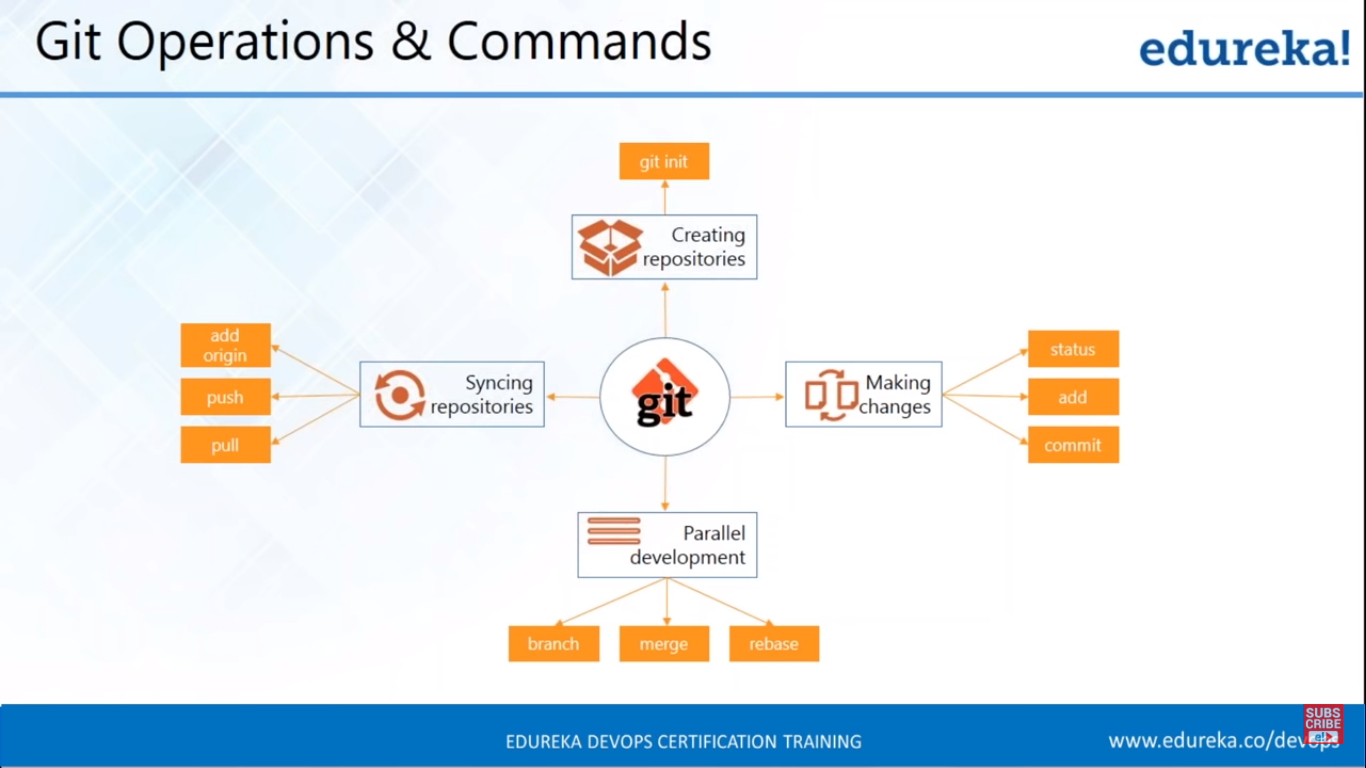 Git Operations & Commands
edureka!
git init
Creating
repositories
add
origin
push
pull
Syncing
repositories
git
Making
changes
status
add
commit
Parallel
development
branch
merge
rebase
EDUREKA DEVOPS CERTIFICATION TRAINING
www.edureka.co/devops
SUBS
CRIBE
e!